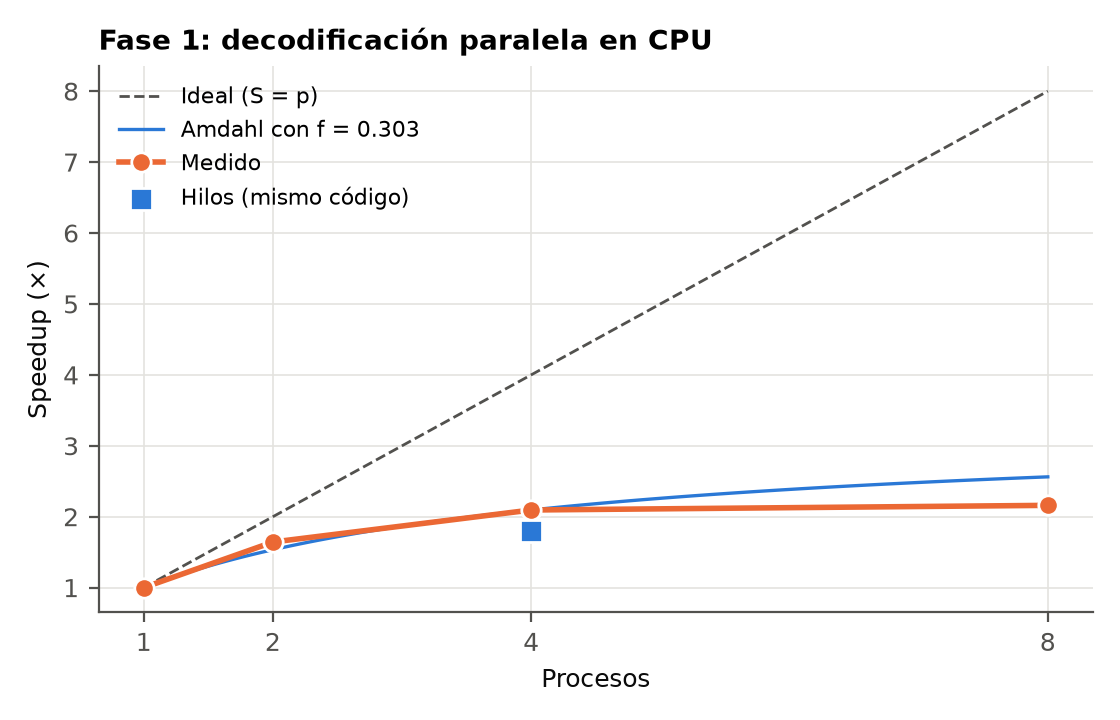 Fase 1: decodificación paralela en CPU
Ideal (S = p)
Amdahl con f = 0.303
Medido
Hilos (mismo código)
Speedup (×)
8
7
6
5
4
3
2
1
1 2 4 8
Procesos